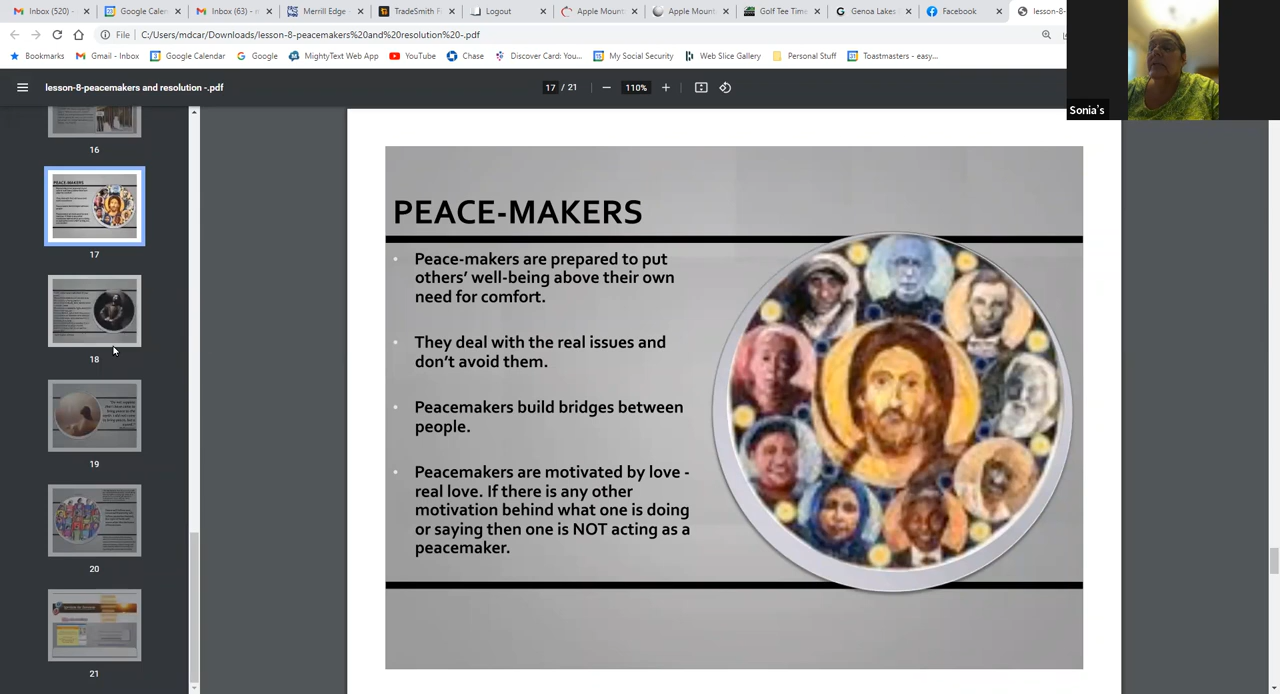 Inbox (520) -
Google Calen
Inbox (63) - r
Merrill Edge -
TradeSmith Fi
Logout
Apple Mount
Apple Mount
Golf Tee Time
Genoa Lakes
Facebook
lesson-8-
File
C:/Users/mdcar/Downloads/lesson-8-peacemakers%20and%20resolution%20-.pdf
Bookmarks
Gmail - Inbox
Google Calendar
Google
MightyText Web App
YouTube
Chase
Discover Card: You...
My Social Security
Web Slice Gallery
Personal Stuff
Toastmasters - easy...
lesson-8-peacemakers and resolution -.pdf
17 / 21
110%
Sonia's
16
17
18
19
20
21
PEACE-MAKERS
Peace-makers are prepared to put
others' well-being above their own
need for comfort.
They deal with the real issues and
don't avoid them.
Peacemakers build bridges between
people.
Peacemakers are motivated by love -
real love. If there is any other
motivation behind what one is doing
or saying then one is NOT acting as a
peacemaker.